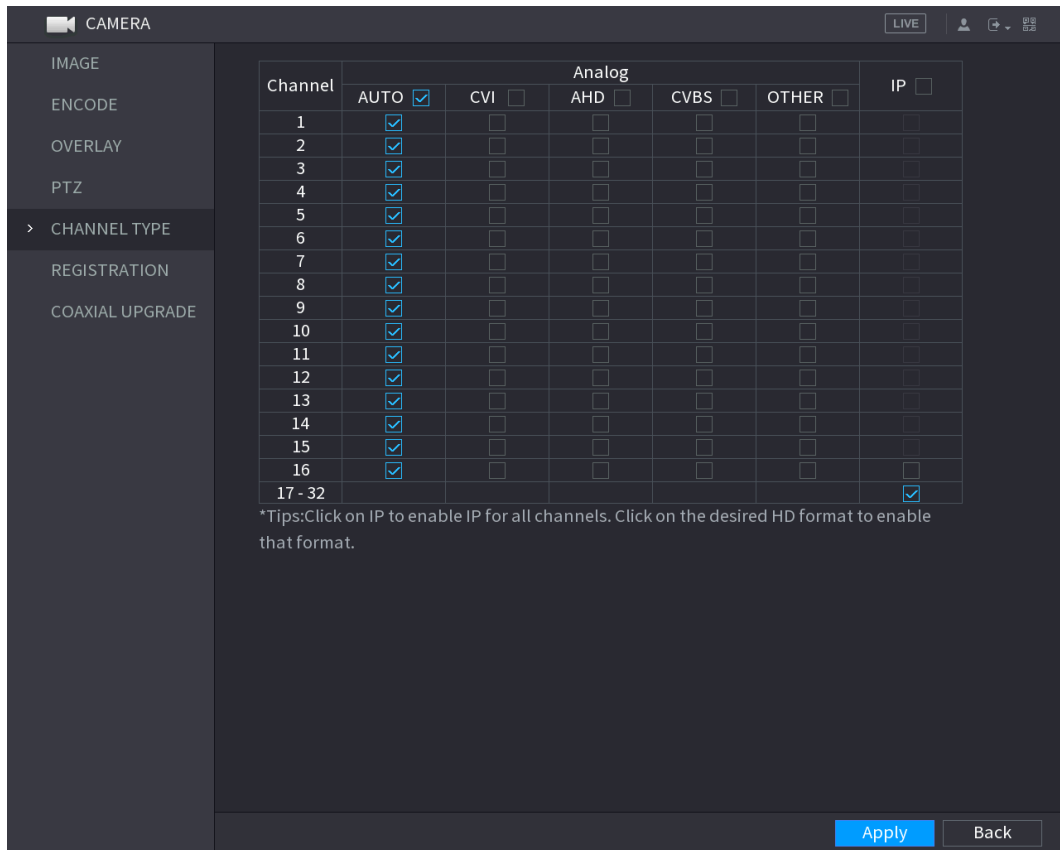 CAMERA
LIVE
IMAGE
ENCODE
OVERLAY
PTZ
> CHANNEL TYPE
REGISTRATION
COAXIAL UPGRADE
Channel
Analog
IP
AUTO CVI AHD CVBS OTHER
1
2
3
4
5
6
7
8
9
10
11
12
13
14
15
16
17 - 32
*Tips:Click on IP to enable IP for all channels. Click on the desired HD format to enable
that format.
Apply
Back